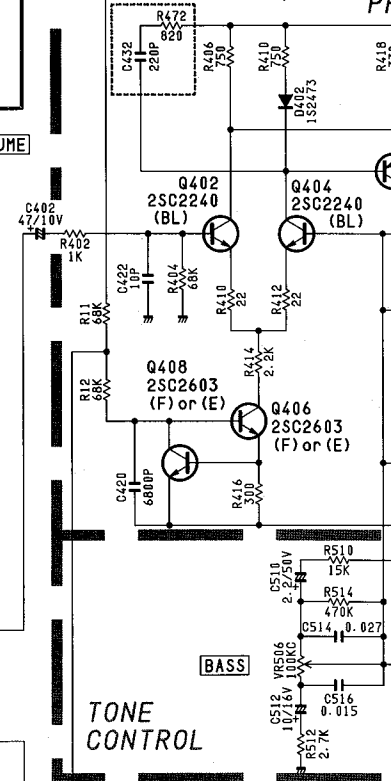 R472
820
C432
220P
R406
750
R410
750
R418
D402
1S2473
UME
Q402
2SC2240
(BL)
Q404
2SC2240
(BL)
C402
47/10V
+
R402
1K
C422
10P
R404
68K
R410
22
R412
22
R11
68K
R414
2.2K
R12
68K
Q408
2SC2603
(F)or(E)
Q406
2SC2603
(F)or(E)
C420
6800P
R416
300
R510
15K
C510
2.2/50V
+
R514
470K
C514 0.027
VR506
100KC
BASS
C516
0.015
C512
10/16V
+
R512
2.7K
TONE
CONTROL